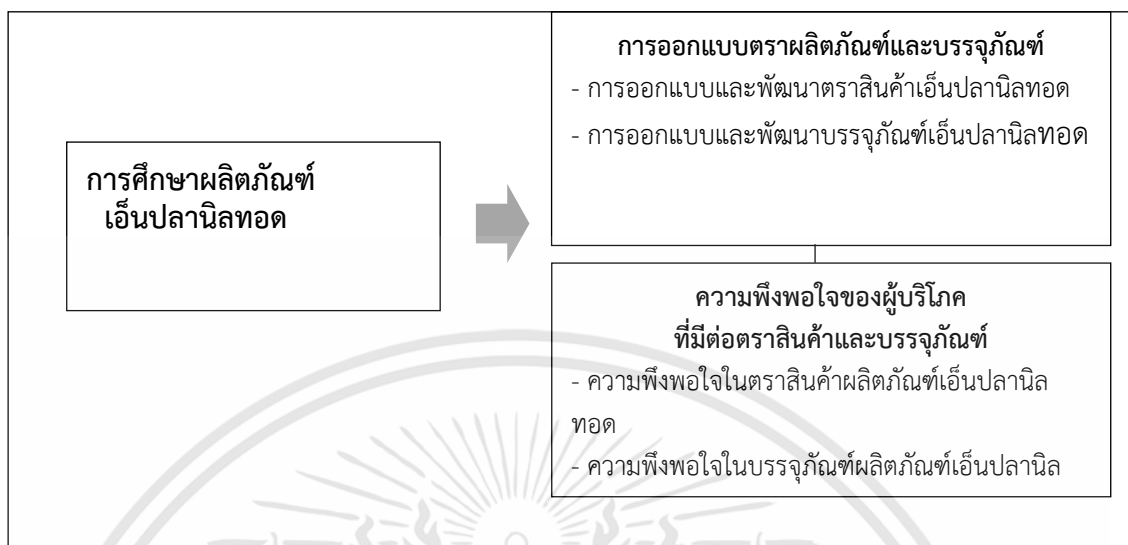 การศึกษาผลิตภัณฑ์
เอ็นปลานิลทอด
การออกแบบตราผลิตภัณฑ์และบรรจุภัณฑ์
- การออกแบบและพัฒนาตราสินค้าเอ็นปลานิลทอด
- การออกแบบและพัฒนาบรรจุภัณฑ์เอ็นปลานิลทอด
ความพึงพอใจของผู้บริโภค
ที่มีต่อตราสินค้าและบรรจุภัณฑ์
- ความพึงพอใจในตราสินค้าผลิตภัณฑ์เอ็นปลานิล
ทอด
- ความพึงพอใจในบรรจุภัณฑ์ผลิตภัณฑ์เอ็นปลานิล